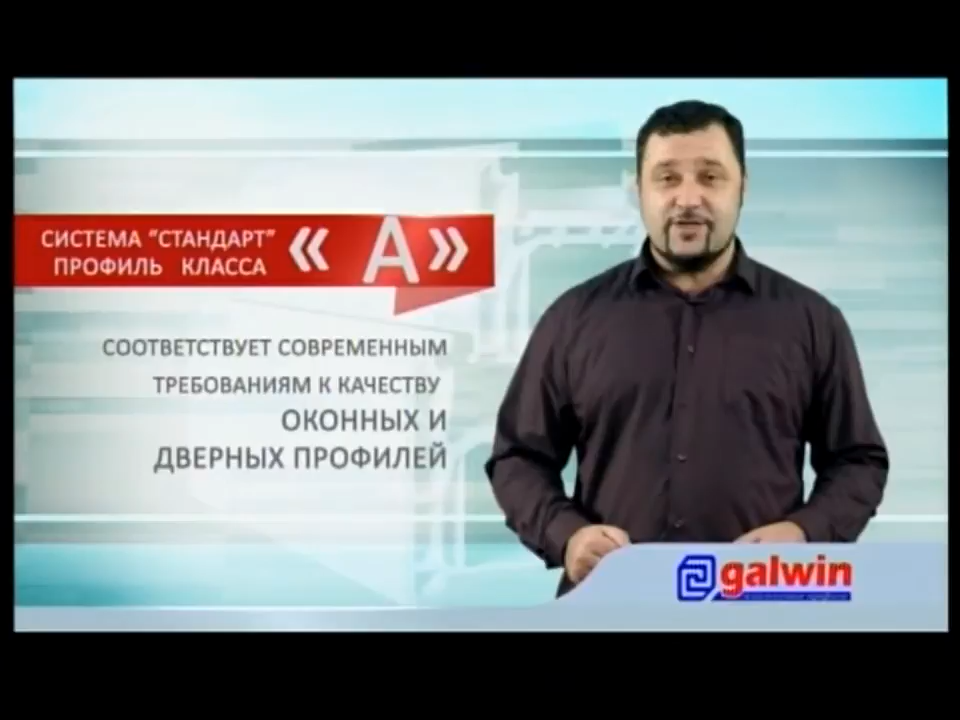 СИСТЕМА "СТАНДАРТ"
ПРОФИЛЬ КЛАССА « А»
СООТВЕТСТВУЕТ СОВРЕМЕННЫМ
ТРЕБОВАНИЯМ К КАЧЕСТВУ
ОКОННЫХ И
ДВЕРНЫХ ПРОФИЛЕЙ
galwin